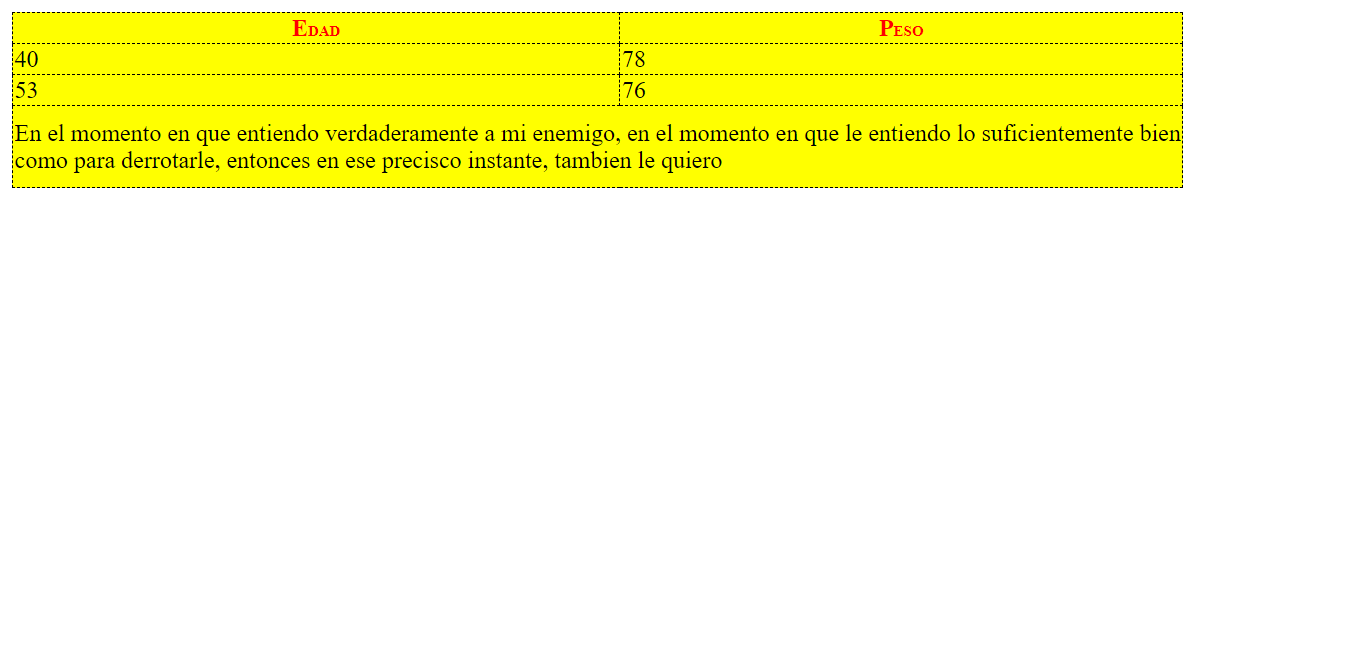 Edad Peso
40 78
53 76
En el momento en que entiendo verdaderamente a mi enemigo, en el momento en que le entiendo lo suficientemente bien
como para derrotarle, entonces en ese precisco instante, tambien le quiero